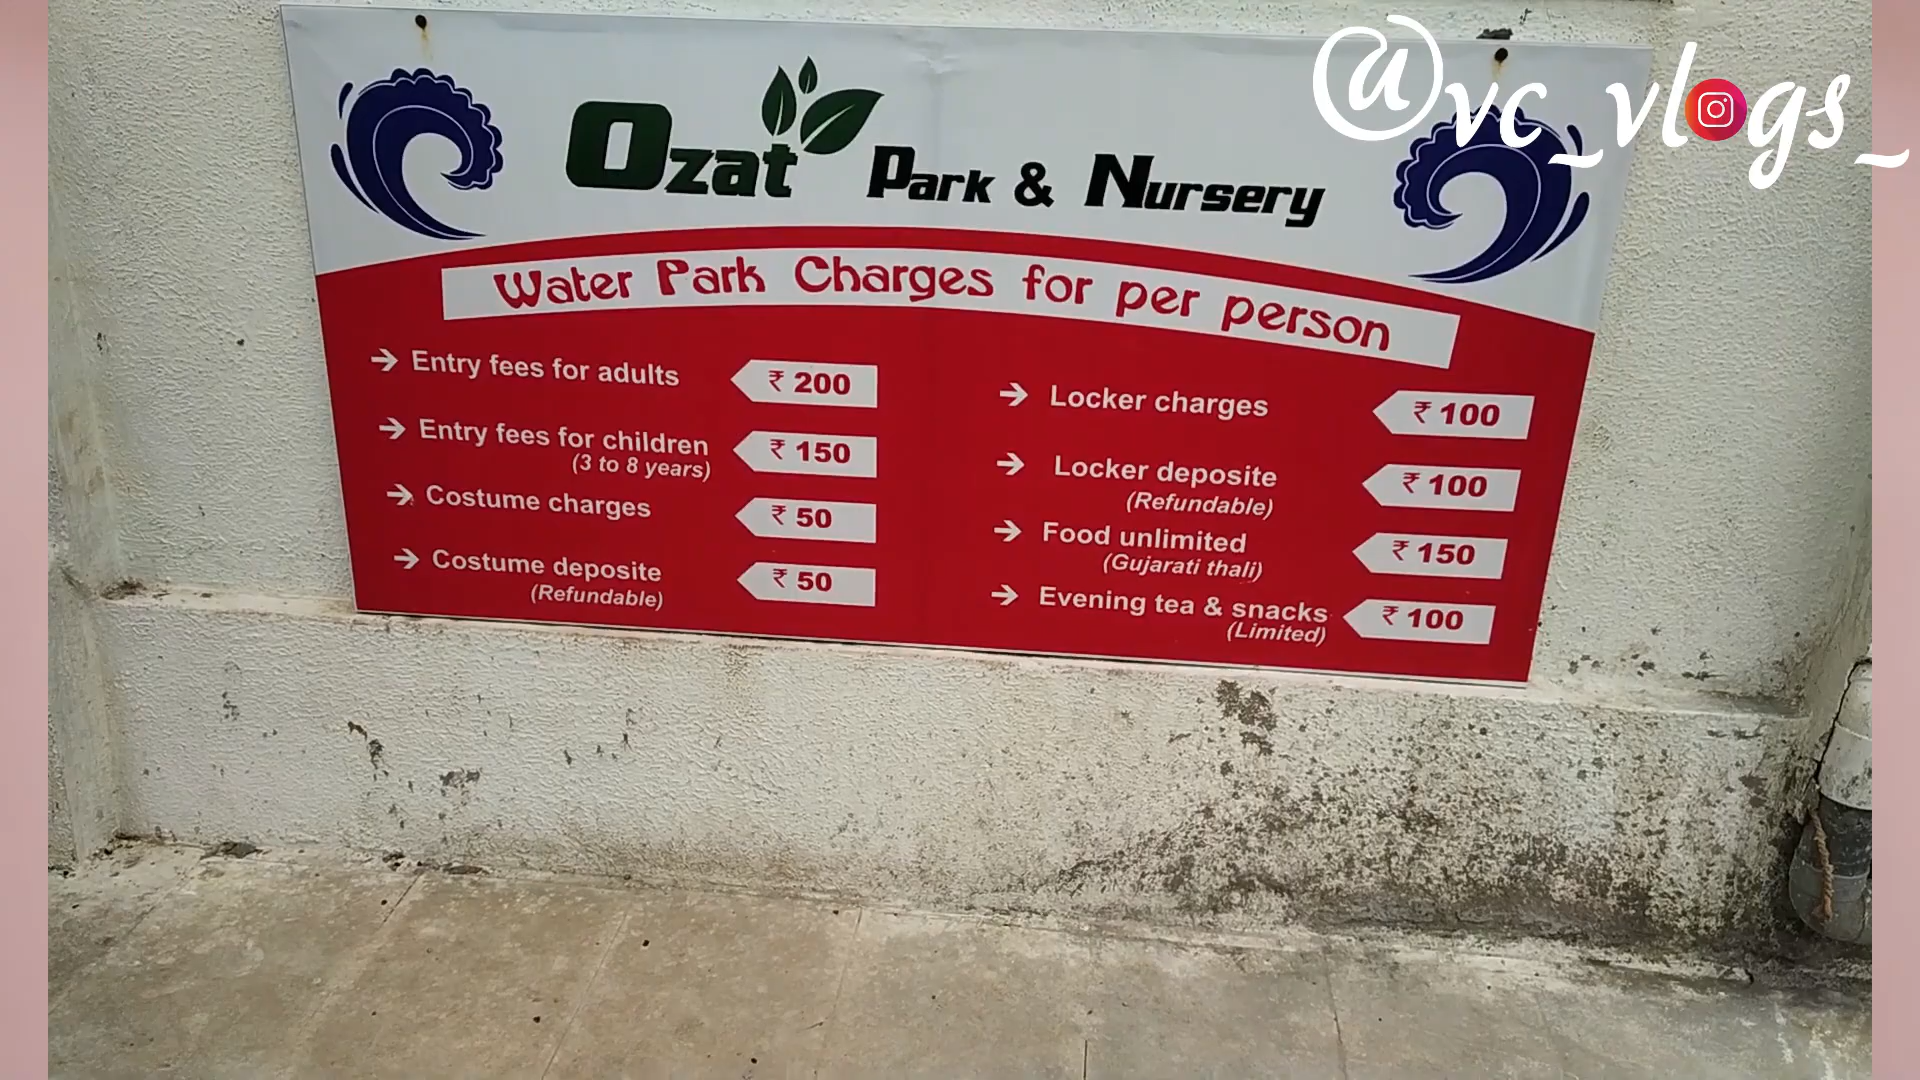 @vc_vlogs_
Ozat Park & Nursery
Water Park Charges for per person
→ Entry fees for adults ₹ 200
→ Entry fees for children ₹ 150
(3 to 8 years)
→ Costume charges ₹ 50
→ Costume deposite ₹ 50
(Refundable)
→ Locker charges ₹ 100
→ Locker deposite ₹ 100
(Refundable)
→ Food unlimited ₹ 150
(Gujarati thali)
→ Evening tea & snacks ₹ 100
(Limited)